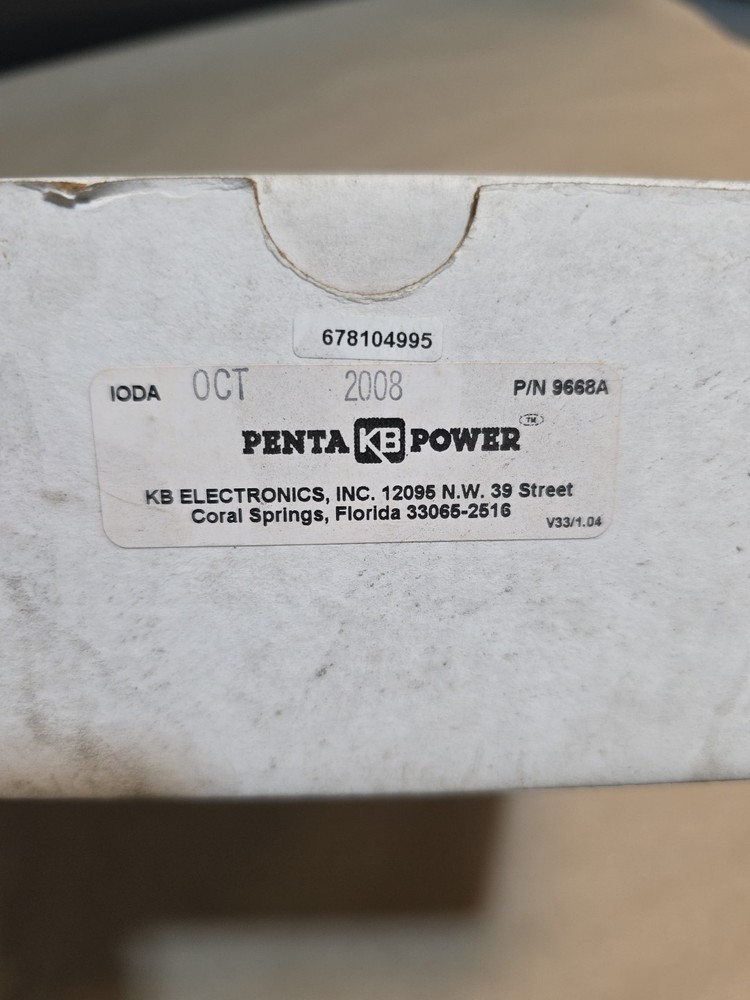 678104995
IODA OCT 2008 P/N 9668A
PENTA KB POWER ™
KB ELECTRONICS, INC. 12095 N.W. 39 Street
Coral Springs, Florida 33065-2516
V33/1.04